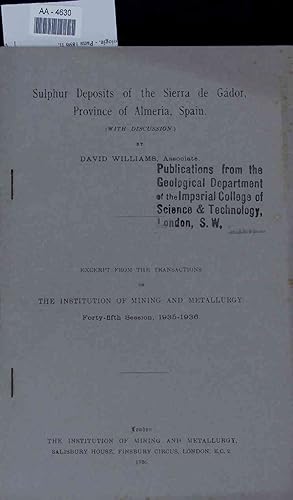 AA - 4630
Sulphur Deposits of the Sierra de Gádor,
Province of Almeria, Spain.
(WITH DISCUSSION)
BY
DAVID WILLIAMS, Associate.
Publications from the
Geological Department
of the Imperial College of
Science & Technology,
London, S. W.
EXCERPT FROM THE TRANSACTIONS
OF
THE INSTITUTION OF MINING AND METALLURGY
Forty-fifth Session, 1935-1936.
London
THE INSTITUTION OF MINING AND METALLURGY,
SALISBURY HOUSE, FINSBURY CIRCUS, LONDON, E.C. 2.